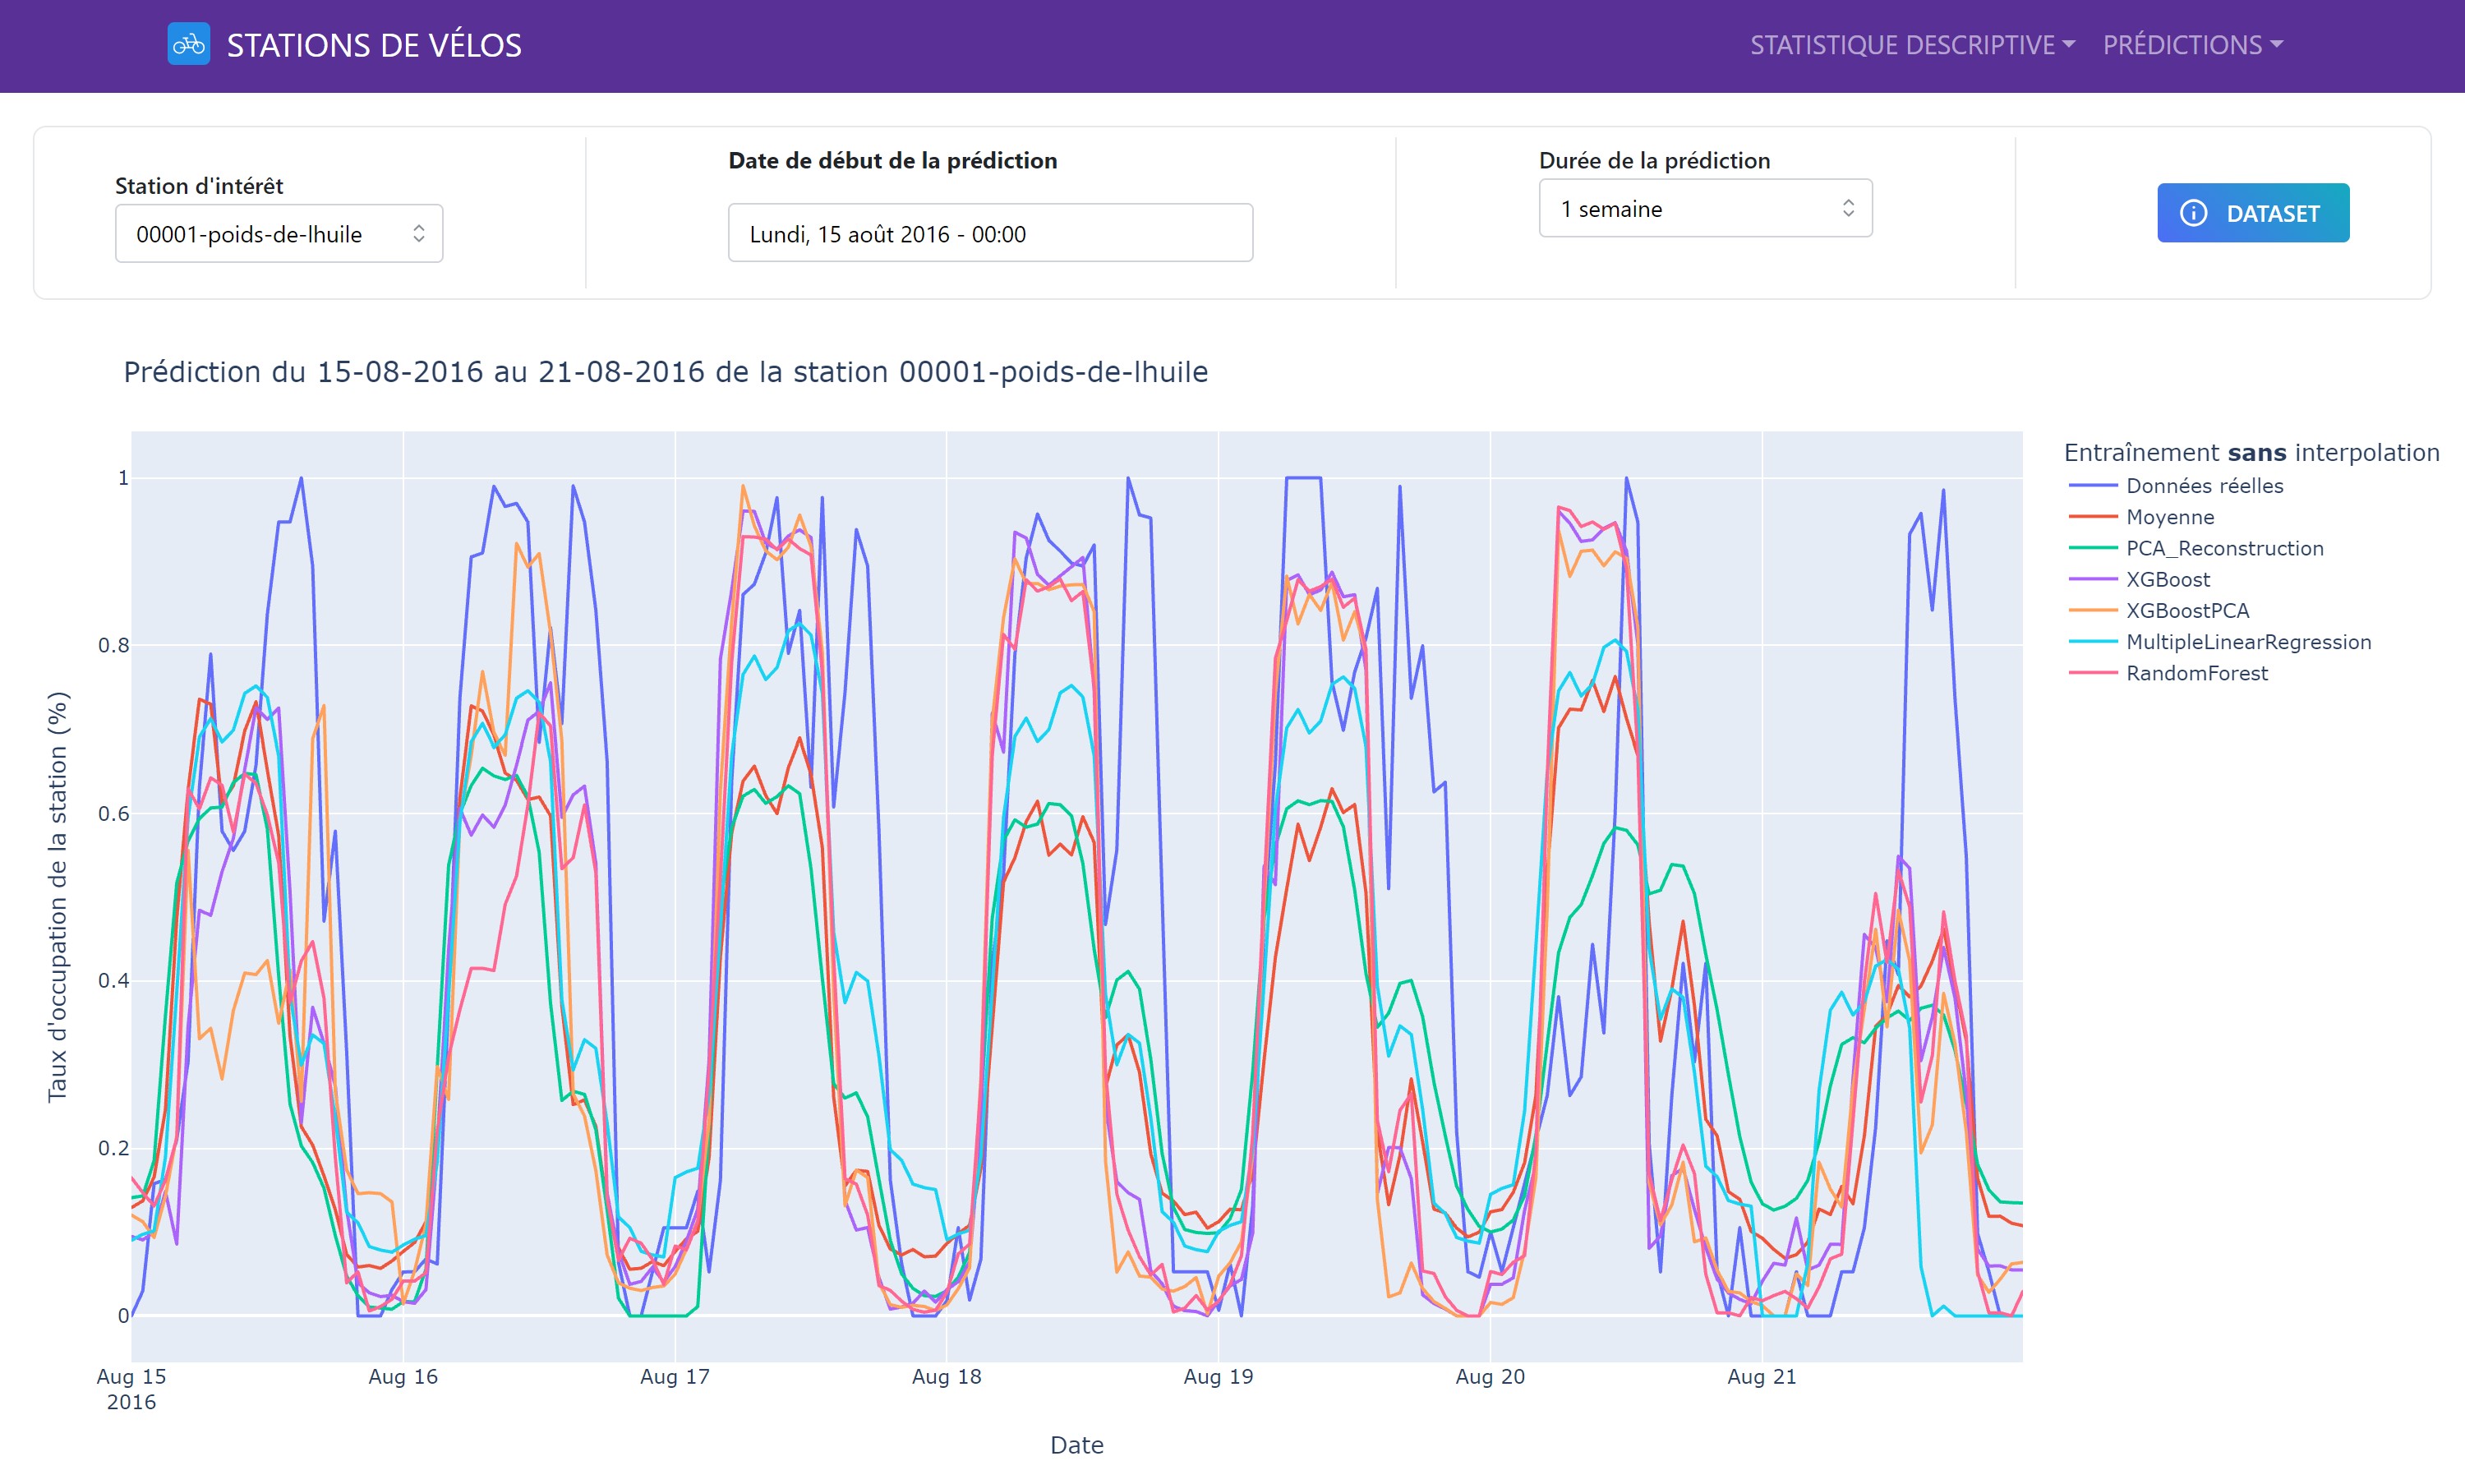 STATIONS DE VÉLOS
STATISTIQUE DESCRIPTIVE
PRÉDICTIONS
Station d'intérêt
00001-poids-de-lhuile
Date de début de la prédiction
Lundi, 15 août 2016 - 00:00
Durée de la prédiction
1 semaine
DATASET
Prédiction du 15-08-2016 au 21-08-2016 de la station 00001-poids-de-lhuile
Taux d'occupation de la station (%)
1
0.8
0.6
0.4
0.2
0
Aug 15
2016
Aug 16
Aug 17
Aug 18
Aug 19
Aug 20
Aug 21
Date
Entraînement sans interpolation
Données réelles
Moyenne
PCA_Reconstruction
XGBoost
XGBoostPCA
MultipleLinearRegression
RandomForest